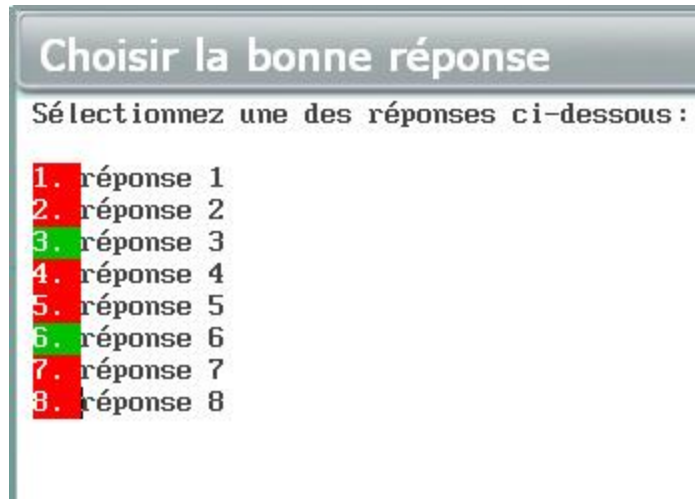 Choisir la bonne réponse
Sélectionnez une des réponses ci-dessous:
1. réponse 1
2. réponse 2
3. réponse 3
4. réponse 4
5. réponse 5
6. réponse 6
7. réponse 7
8. réponse 8